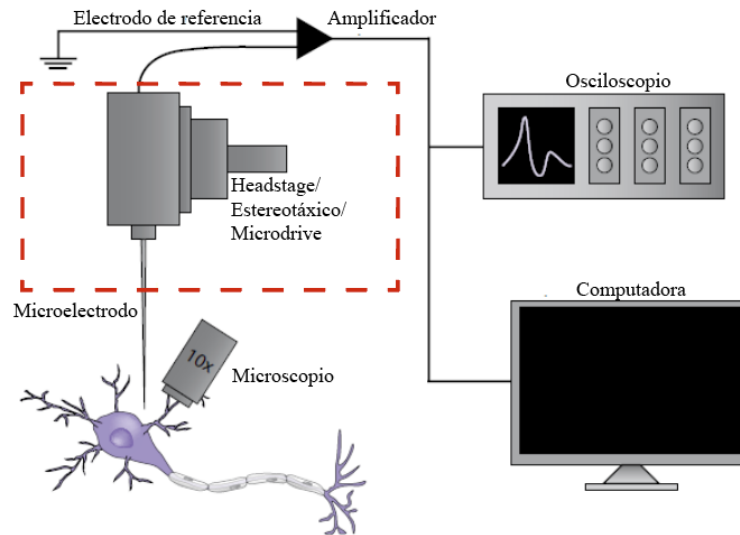 Electrodo de referencia
Amplificador
Osciloscopio
Headstage/
Estereotáxico/
Microdrive
Microelectrodo
Computadora
10x
Microscopio